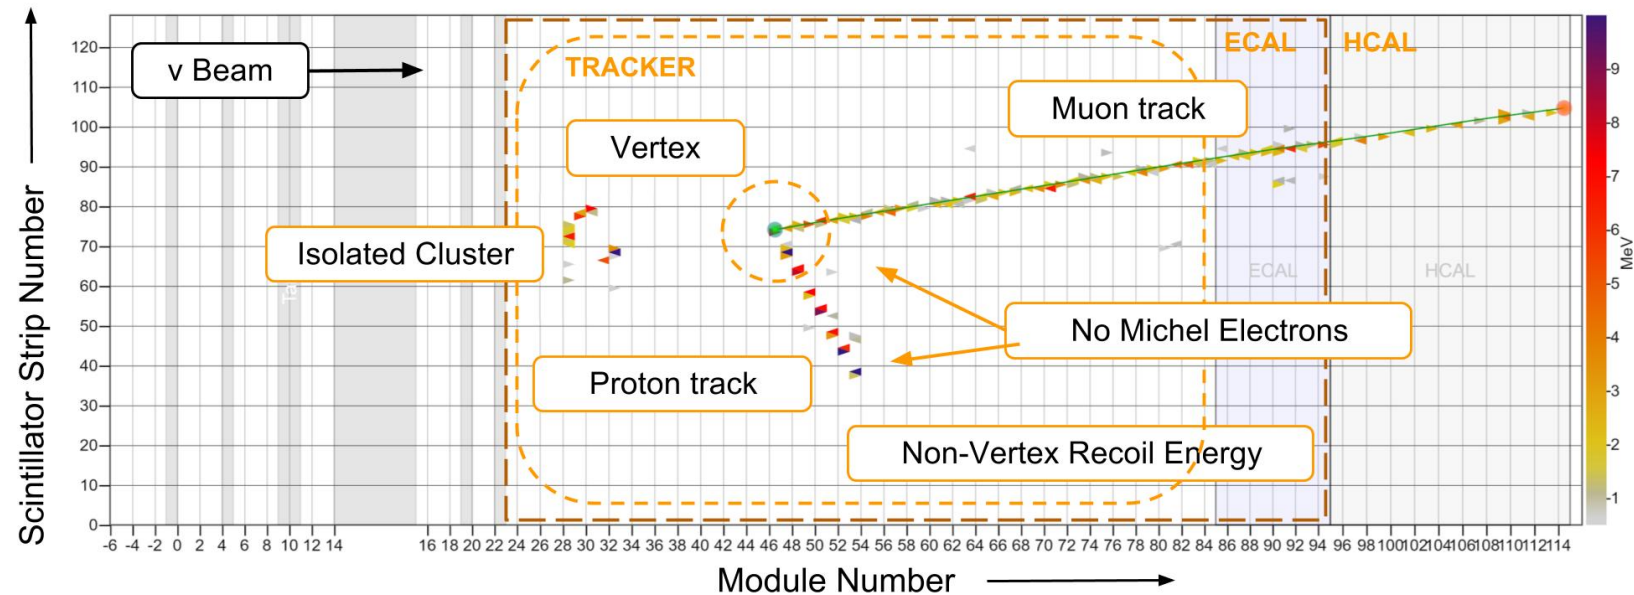 120
110
100
90
80
70
60
50
40
30
20
10
0
Scintillator Strip Number
ν Beam
TRACKER
ECAL
HCAL
Muon track
Vertex
Isolated Cluster
No Michel Electrons
Proton track
Non-Vertex Recoil Energy
ECAL
HCAL
9
8
7
6
5
4
3
2
1
MeV
-6 -4 -2 0 2 4 6 8 10 12 14 16 18 20 22 24 26 28 30 32 34 36 38 40 42 44 46 48 50 52 54 56 58 60 62 64 66 68 70 72 74 76 78 80 82 84 86 88 90 92 94 96 98 100 102 104 106 108 110 112 114
Module Number